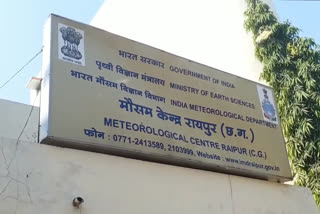 भारत सरकार GOVERNMENT OF INDIA
पृथ्वी विज्ञान मंत्रालय MINISTRY OF EARTH SCIENCES
भारत मौसम विज्ञान विभाग INDIA METEOROLOGICAL DEPARTMENT
मौसम केन्द्र रायपुर (छ.ग.)
METEOROLOGICAL CENTRE RAIPUR (C.G.)
फोन : 0771-2413589, 2103999, Website : www.imdraipur.gov.in